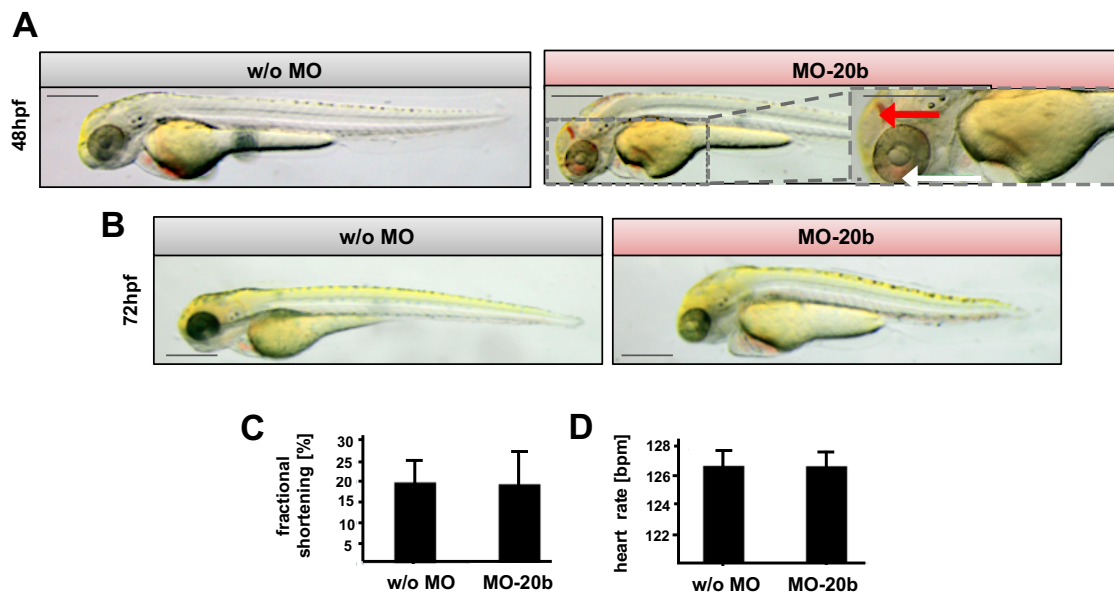 A
w/o MO
MO-20b
48hpf
B
w/o MO
MO-20b
72hpf
C
fractional
shortening [%]
30
25
20
15
10
5
w/o MO
MO-20b
D
heart rate [bpm]
128
126
124
122
w/o MO
MO-20b